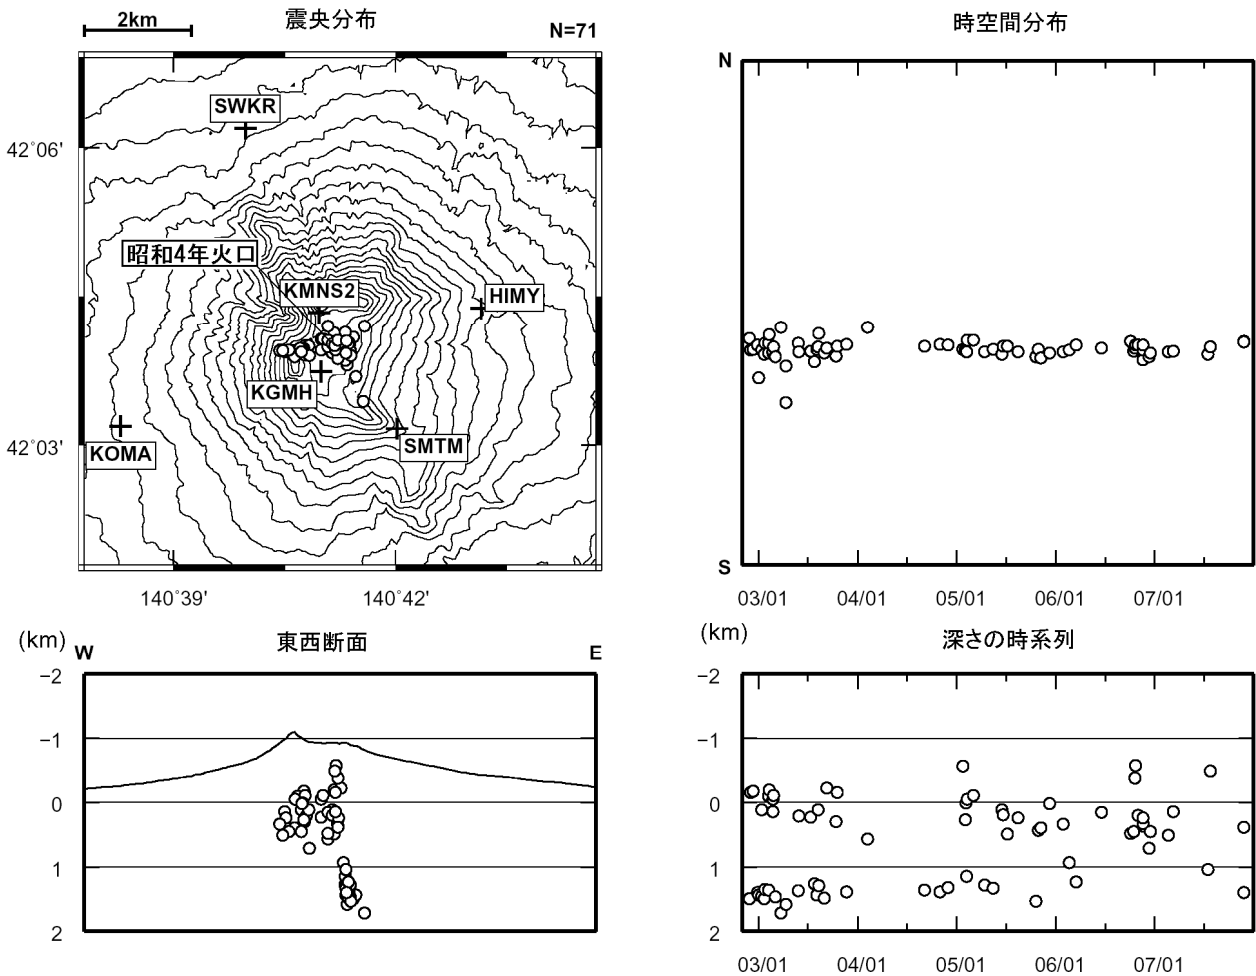 震央分布
2km
N=71
SWKR
42°06'
昭和4年火口
KMNS2
HIMY
KGMH
42°03'
SMTM
KOMA
140°39' 140°42'
時空間分布
N
S
03/01 04/01 05/01 06/01 07/01
東西断面
(km) W E
−2
−1
0
1
2
深さの時系列
(km)
−2
−1
0
1
2
03/01 04/01 05/01 06/01 07/01